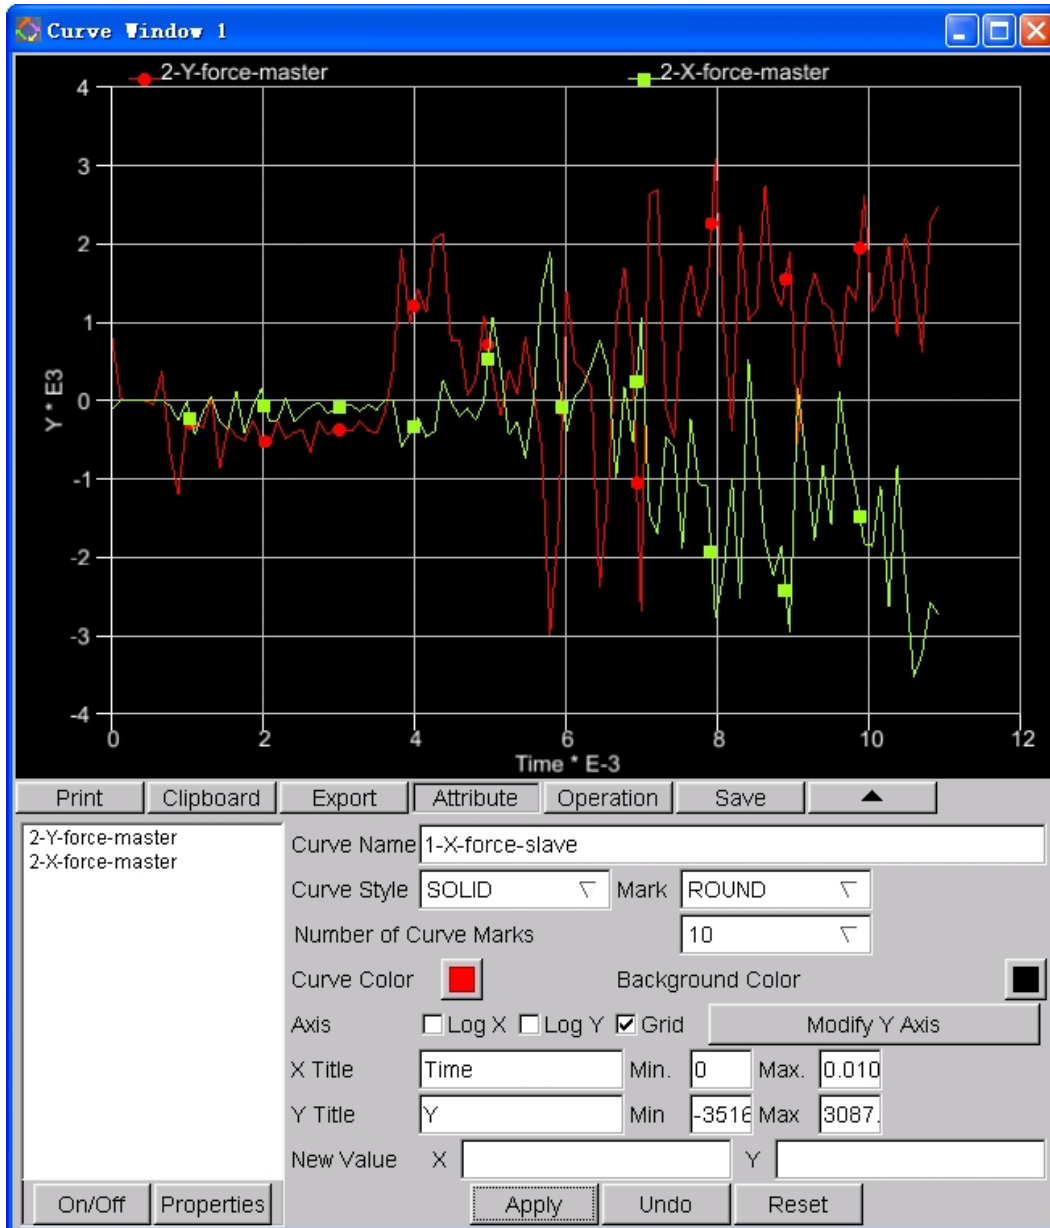 Curve Window 1
2-Y-force-master 2-X-force-master
4
3
2
1
0
-1
-2
-3
-4
Y * E3
0 2 4 6 8 10 12
Time * E-3
Print Clipboard Export Attribute Operation Save
2-Y-force-master
2-X-force-master
Curve Name 1-X-force-slave
Curve Style SOLID Mark ROUND
Number of Curve Marks 10
Curve Color Background Color
Axis Log X Log Y Grid Modify Y Axis
X Title Time Min. 0 Max. 0.010
Y Title Y Min -3516 Max 3087.
New Value X Y
On/Off Properties Apply Undo Reset